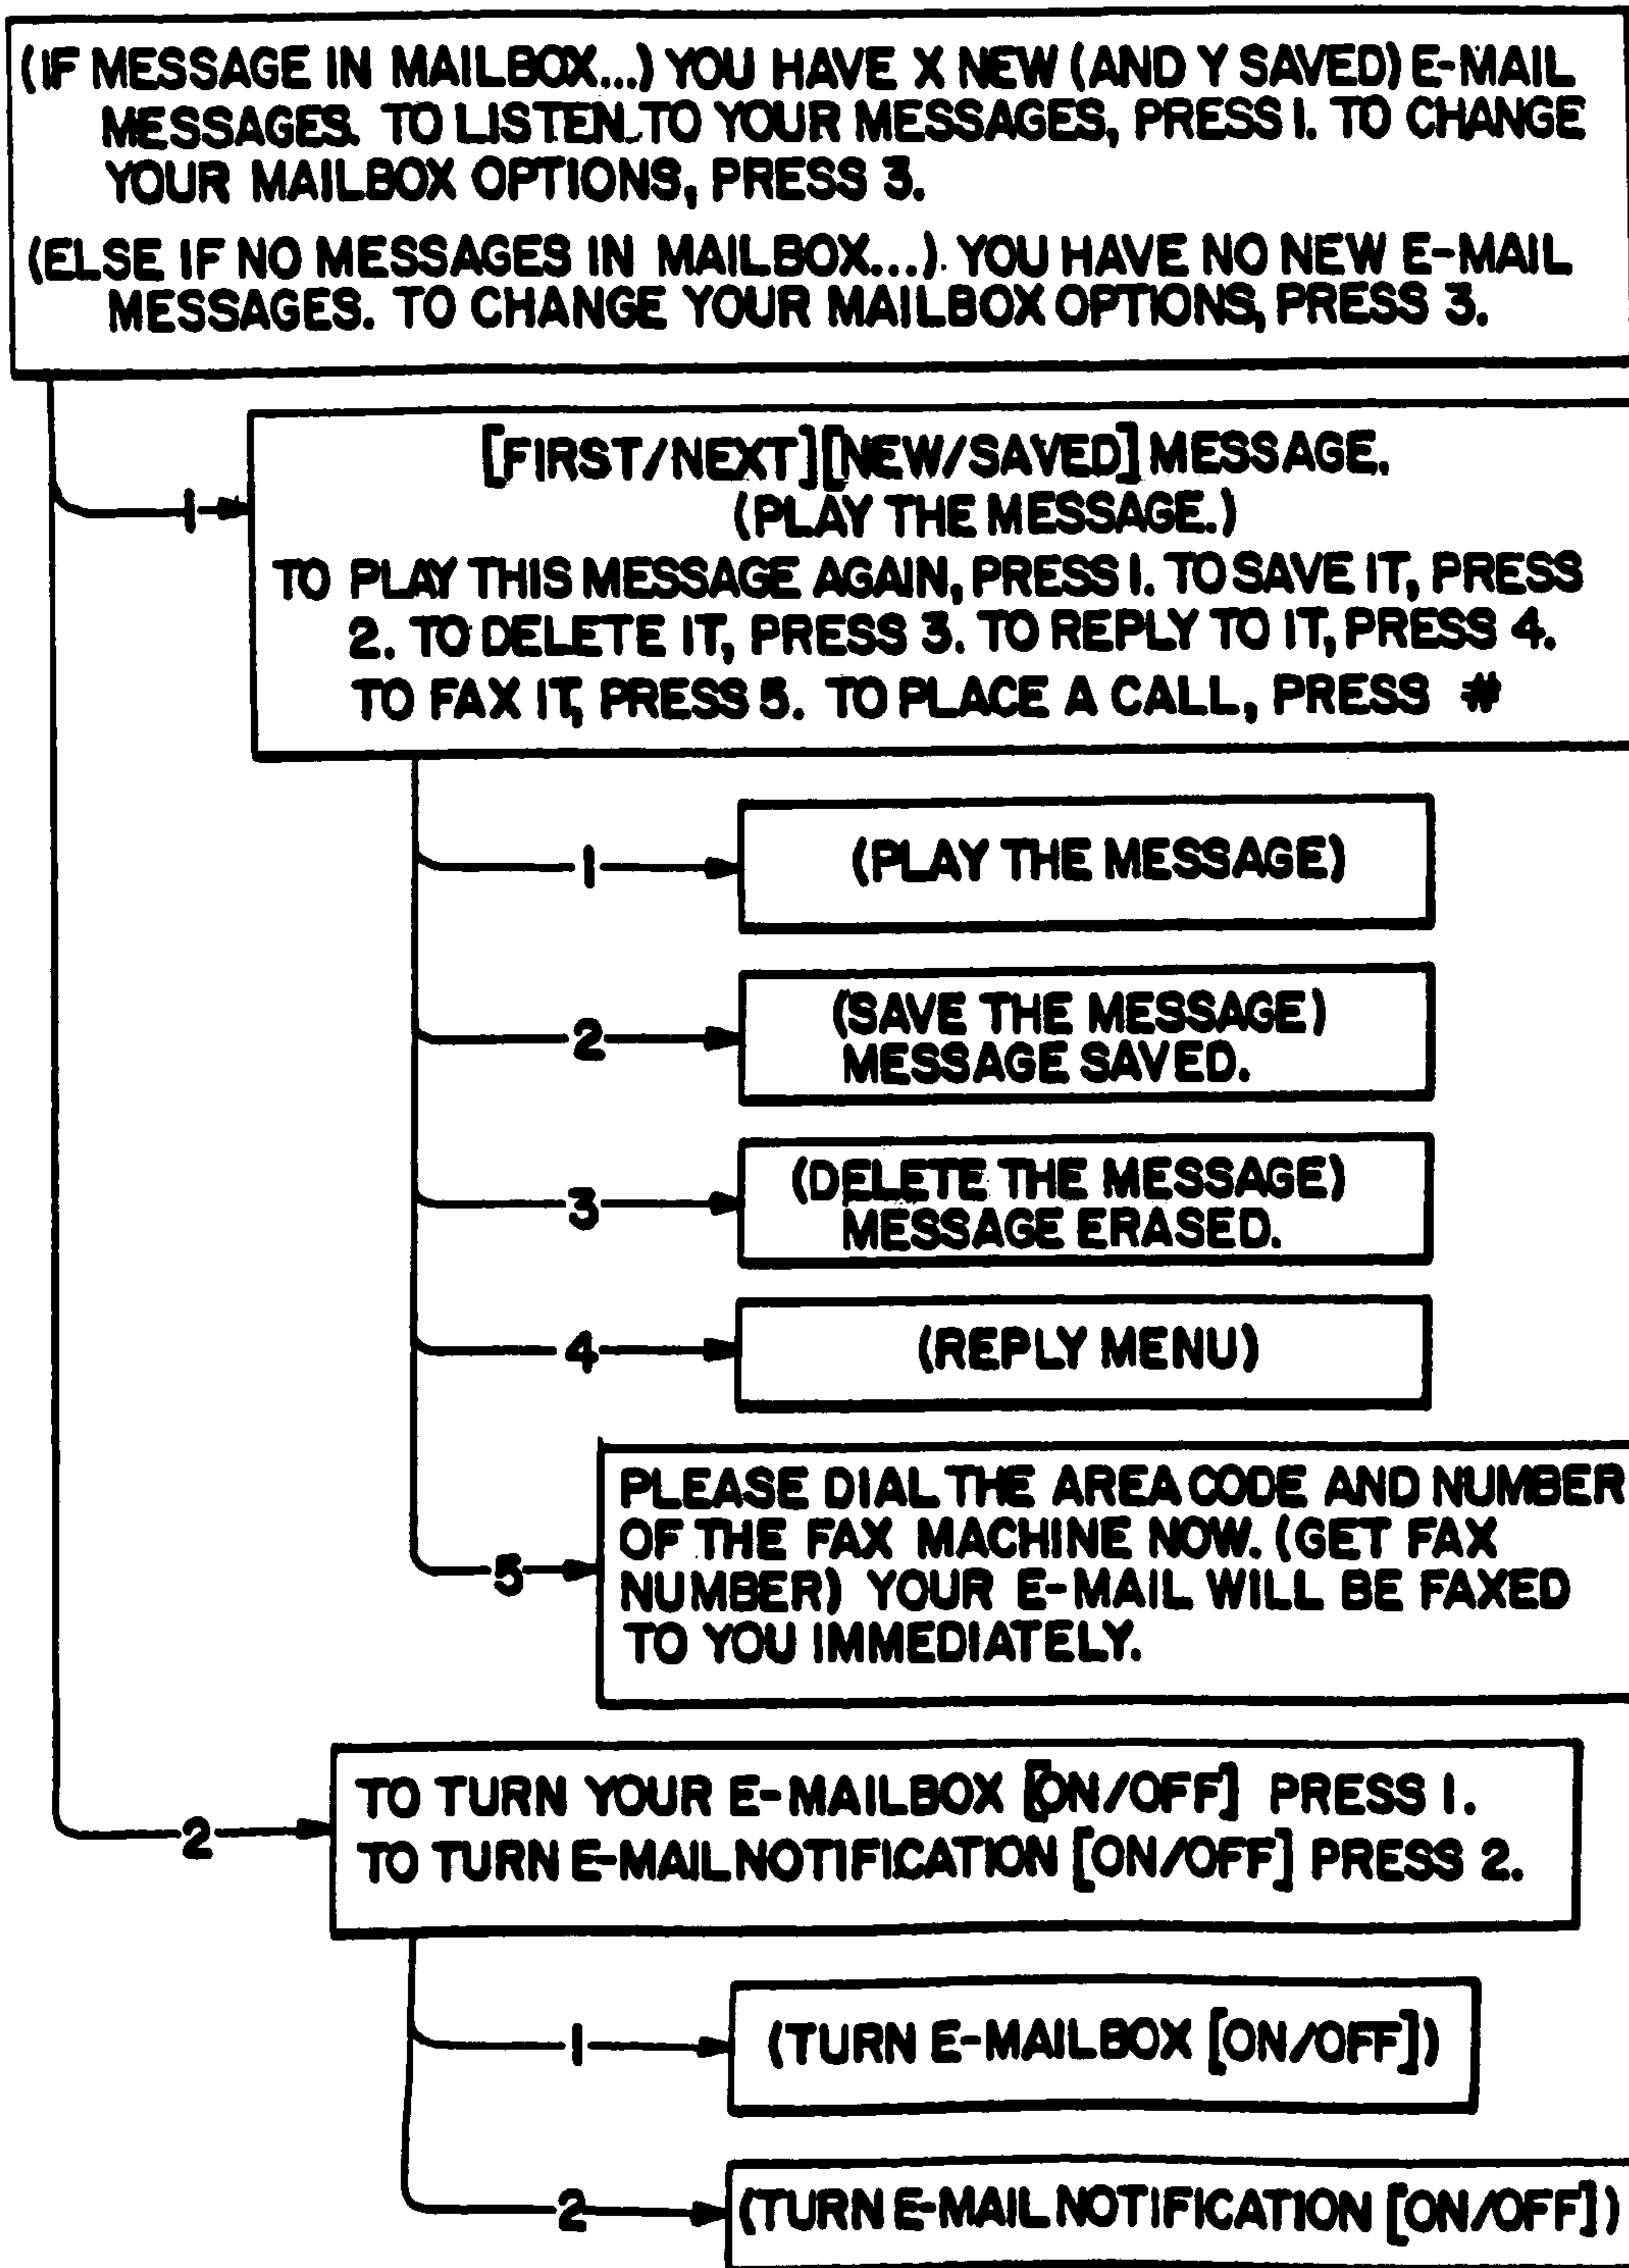 (IF MESSAGE IN MAILBOX...) YOU HAVE X NEW (AND Y SAVED) E-MAIL
MESSAGES. TO LISTEN TO YOUR MESSAGES, PRESS 1. TO CHANGE
YOUR MAILBOX OPTIONS, PRESS 3.
(ELSE IF NO MESSAGES IN MAILBOX...). YOU HAVE NO NEW E-MAIL
MESSAGES. TO CHANGE YOUR MAILBOX OPTIONS, PRESS 3.
1
[FIRST/NEXT][NEW/SAVED] MESSAGE.
(PLAY THE MESSAGE.)
TO PLAY THIS MESSAGE AGAIN, PRESS 1. TO SAVE IT, PRESS
2. TO DELETE IT, PRESS 3. TO REPLY TO IT, PRESS 4.
TO FAX IT, PRESS 5. TO PLACE A CALL, PRESS #
1
(PLAY THE MESSAGE)
2
(SAVE THE MESSAGE)
MESSAGE SAVED.
3
(DELETE THE MESSAGE)
MESSAGE ERASED.
4
(REPLY MENU)
5
PLEASE DIAL THE AREA CODE AND NUMBER
OF THE FAX MACHINE NOW. (GET FAX
NUMBER) YOUR E-MAIL WILL BE FAXED
TO YOU IMMEDIATELY.
2
TO TURN YOUR E-MAILBOX [ON/OFF] PRESS 1.
TO TURN E-MAIL NOTIFICATION [ON/OFF] PRESS 2.
1
(TURN E-MAILBOX [ON/OFF])
2
(TURN E-MAIL NOTIFICATION [ON/OFF])